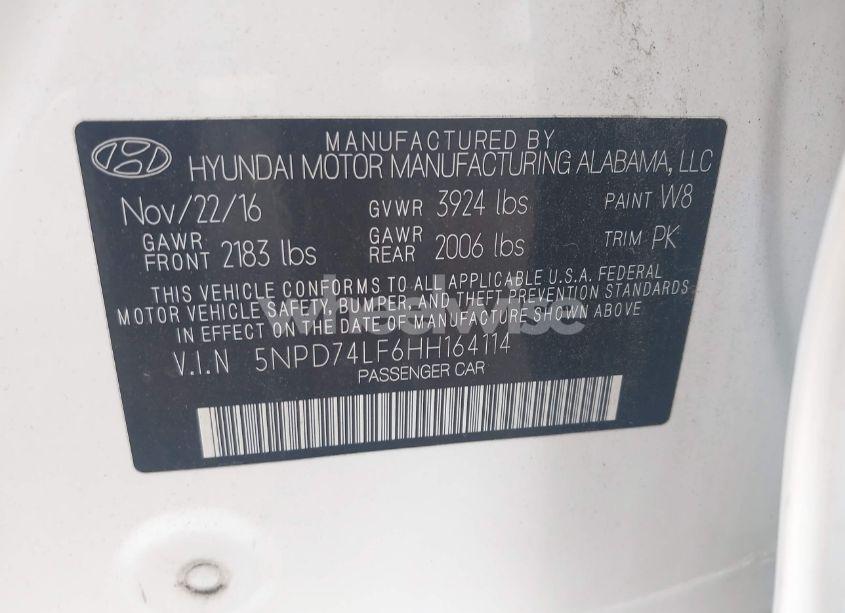 MANUFACTURED BY
HYUNDAI MOTOR MANUFACTURING ALABAMA, LLC
Nov/22/16 GVWR 3924 lbs PAINT W8
GAWR FRONT 2183 lbs GAWR REAR 2006 lbs TRIM PK
THIS VEHICLE CONFORMS TO ALL APPLICABLE U.S.A. FEDERAL
MOTOR VEHICLE SAFETY, BUMPER, AND THEFT PREVENTION STANDARDS
IN EFFECT ON THE DATE OF MANUFACTURE SHOWN ABOVE
V.I.N 5NPD74LF6HH164114
PASSENGER CAR
wheelwise